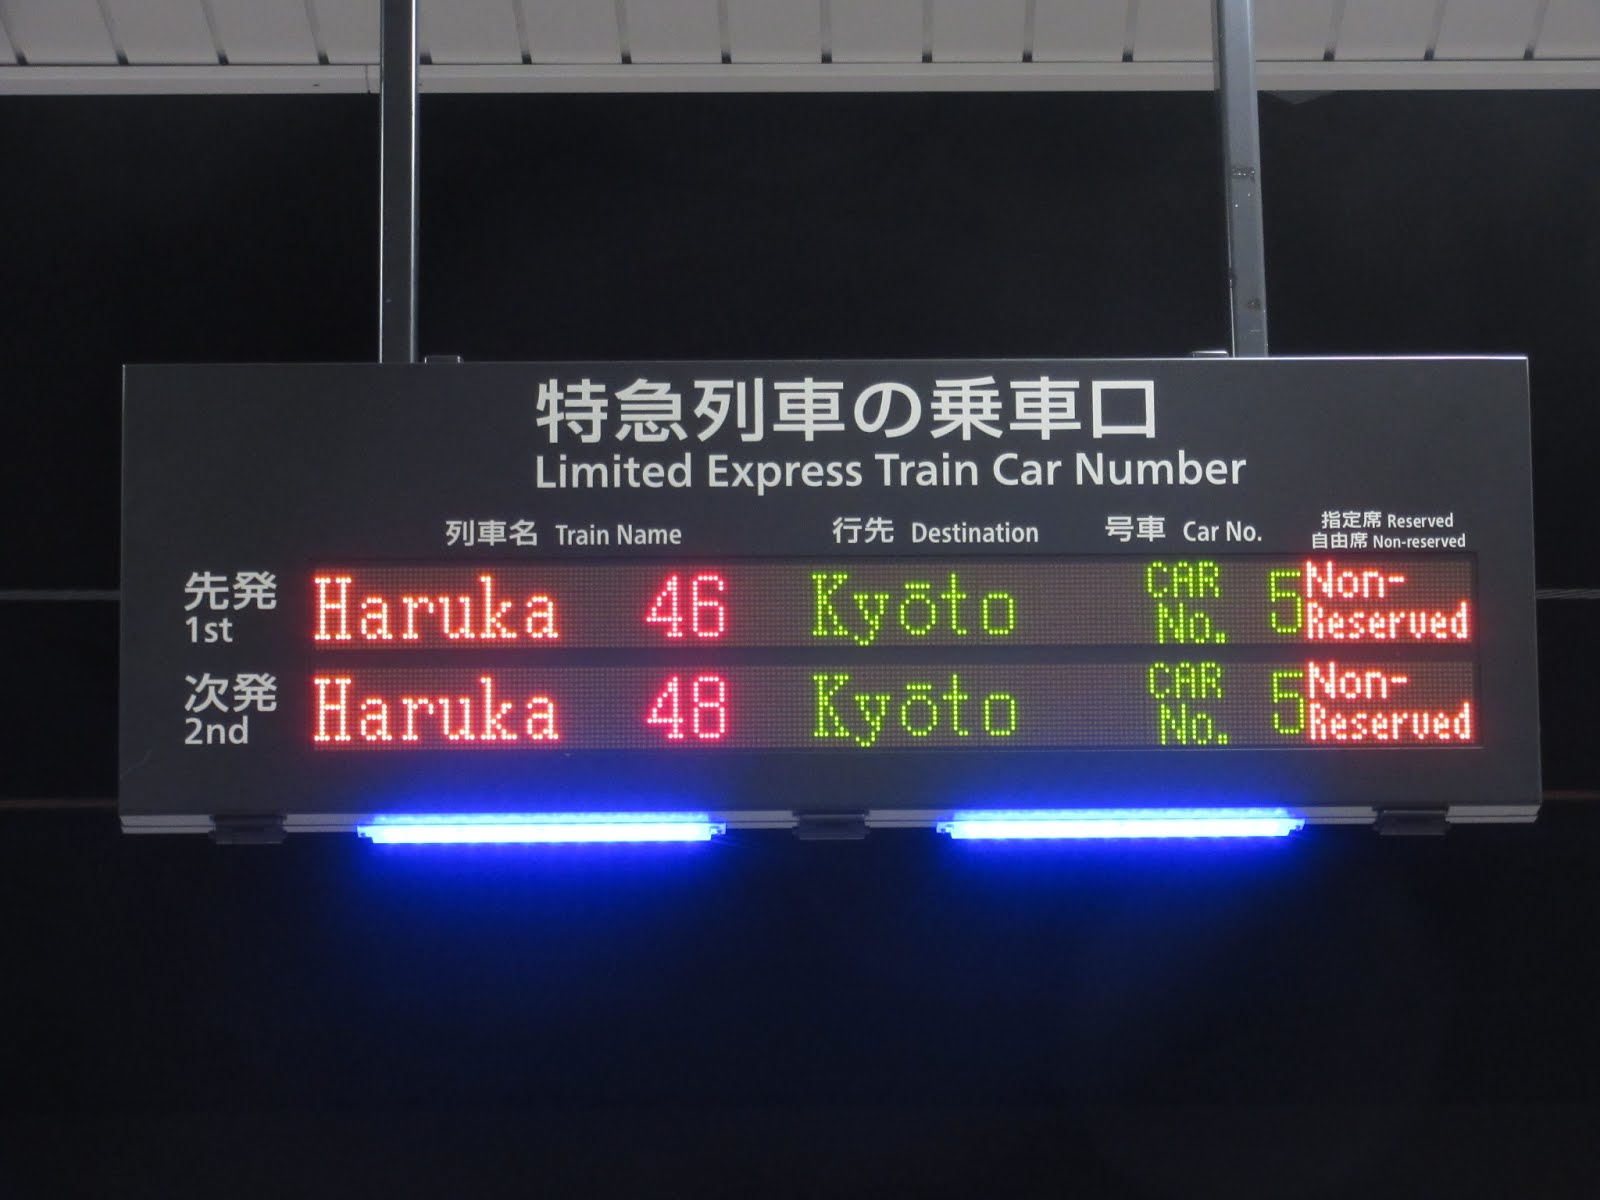 特急列車の乗車口
Limited Express Train Car Number
列車名 Train Name 行先 Destination 号車 Car No. 指定席 Reserved
自由席 Non-reserved
先発 1st Haruka 46 Kyōto CAR No. 5 Non-Reserved
次発 2nd Haruka 48 Kyōto CAR No. 5 Non-Reserved